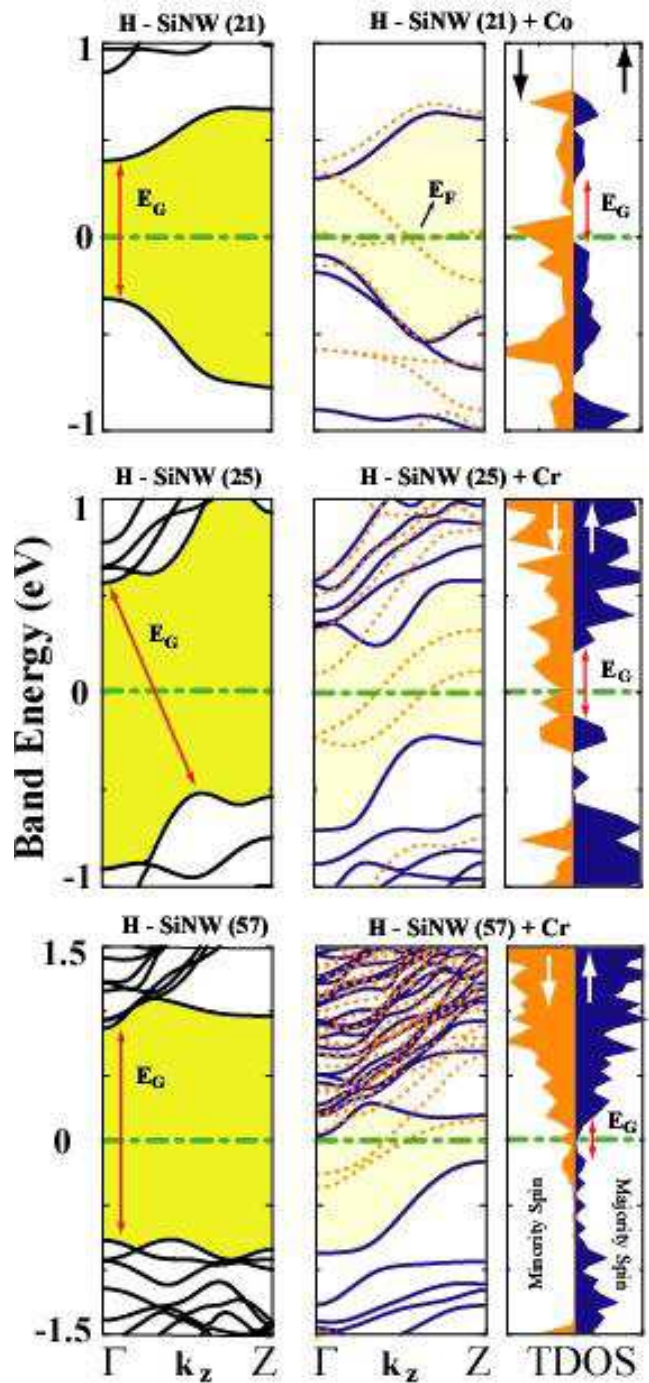 H - SiNW (21)
H - SiNW (21) + Co
1
E_G
E_F
E_G
0
-1
H - SiNW (25)
H - SiNW (25) + Cr
1
E_G
E_G
0
-1
Band Energy (eV)
H - SiNW (57)
H - SiNW (57) + Cr
1.5
E_G
E_G
0
Minority Spin
Majority Spin
-1.5
Γ k_z Z Γ k_z Z TDOS